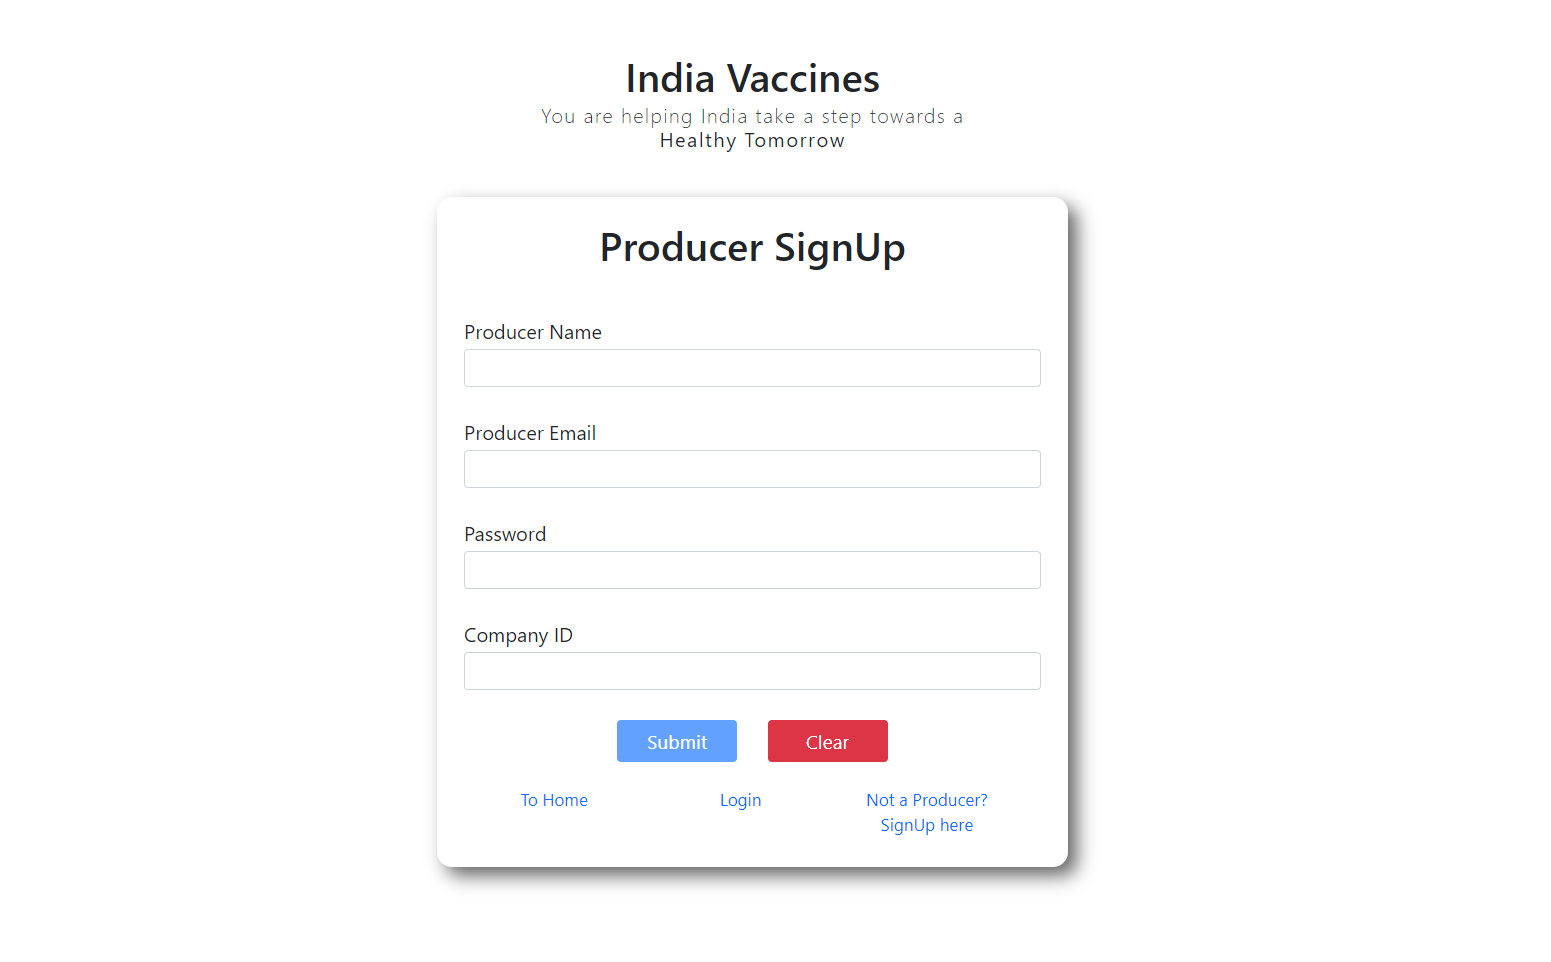 India Vaccines
You are helping India take a step towards a
Healthy Tomorrow
Producer SignUp
Producer Name
Producer Email
Password
Company ID
Submit Clear
To Home Login Not a Producer?
SignUp here